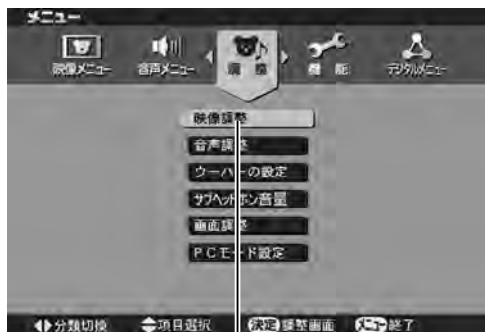 メニュー
映像メニュー 音声メニュー 調整 機能 デジタルメニュー
映像調整
音声調整
ウーハーの設定
サブヘッドホン音量
画面調整
PCモード設定
分類切換 項目選択 決定 調整画面 メニュー 終了